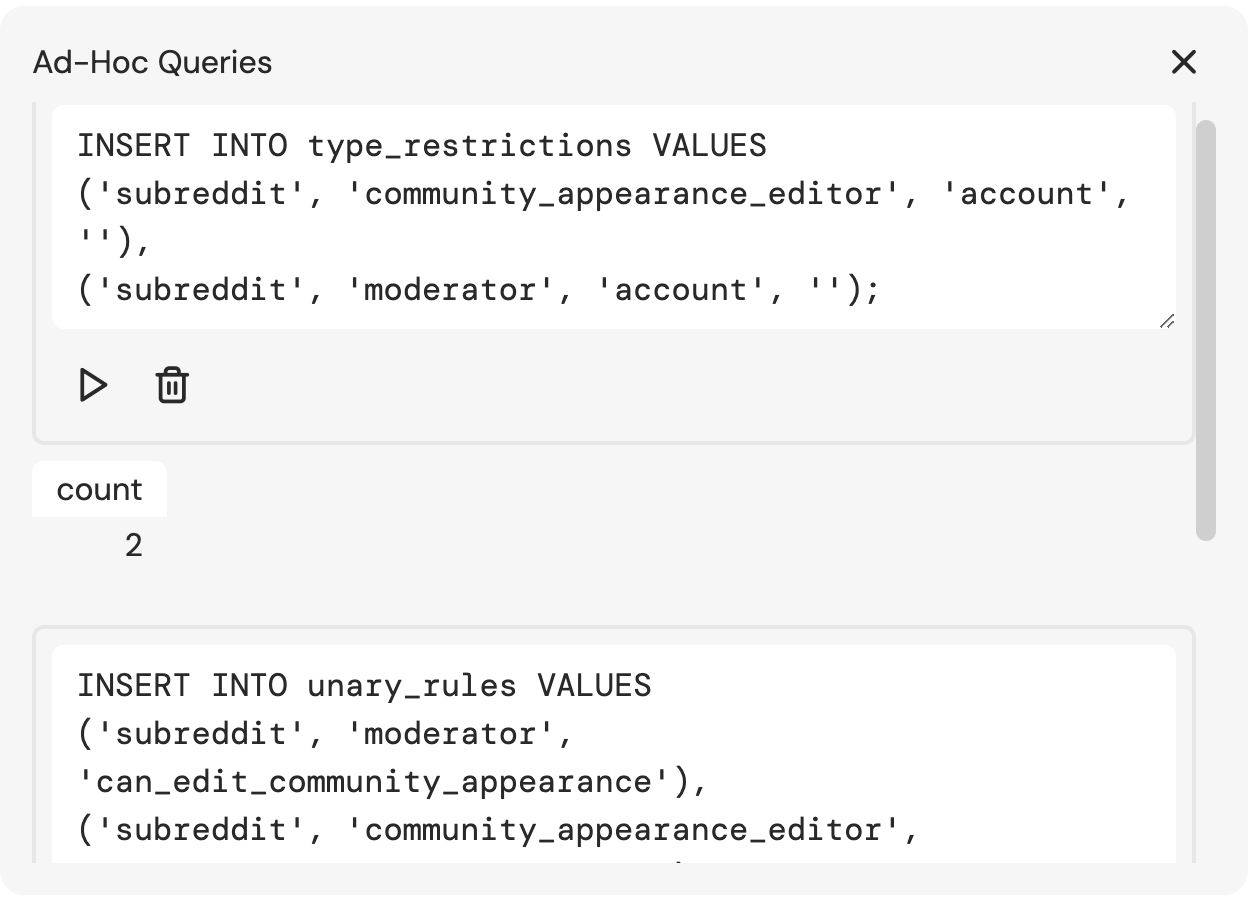 Ad-Hoc Queries
INSERT INTO type_restrictions VALUES
('subreddit', 'community_appearance_editor', 'account',
''),
('subreddit', 'moderator', 'account', '');
count
2
INSERT INTO unary_rules VALUES
('subreddit', 'moderator',
'can_edit_community_appearance'),
('subreddit', 'community_appearance_editor',